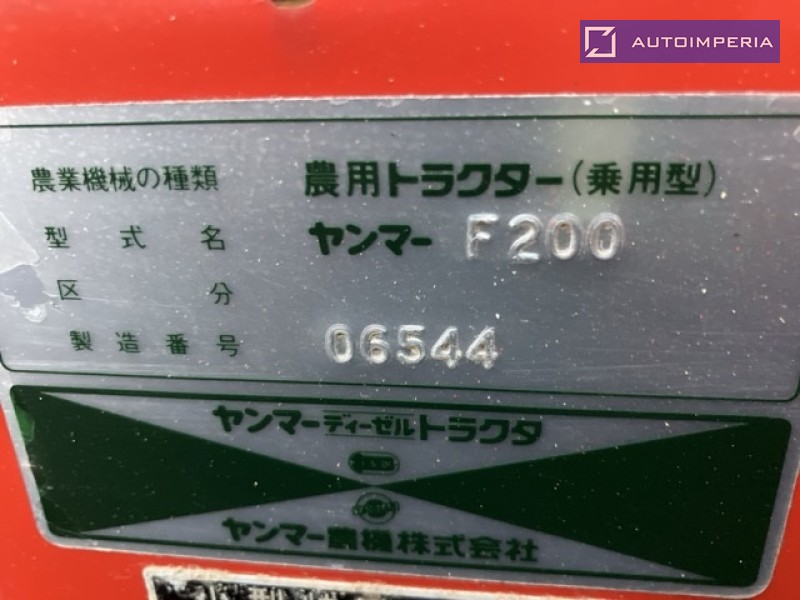 AUTOIMPERIA
農業機械の種類 農用トラクター(乗用型)
型式名 ヤンマー F200
区分
製造番号 06544
ヤンマーディーゼルトラクタ
ヤンマー農機株式会社